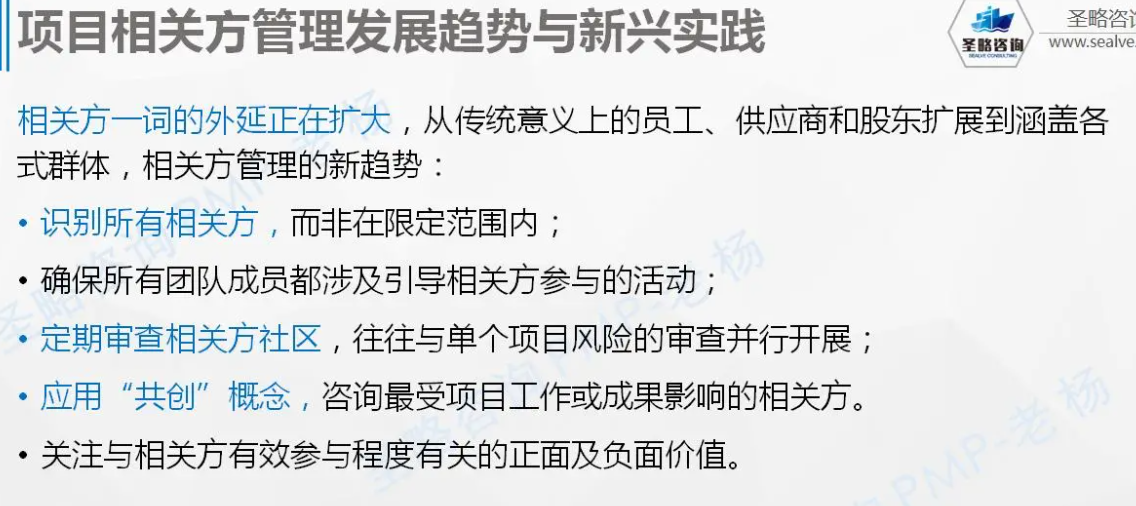 项目相关方管理发展趋势与新兴实践
圣略咨询
SEALVE CONSULTING
圣略咨
www.sealve.
相关方一词的外延正在扩大，从传统意义上的员工、供应商和股东扩展到涵盖各
式群体，相关方管理的新趋势：
• 识别所有相关方，而非在限定范围内；
• 确保所有团队成员都涉及引导相关方参与的活动；
• 定期审查相关方社区，往往与单个项目风险的审查并行开展；
• 应用“共创”概念，咨询最受项目工作或成果影响的相关方。
• 关注与相关方有效参与程度有关的正面及负面价值。
圣略咨询PMP-老杨
圣略咨询PMP-老杨
询PMP-老杨